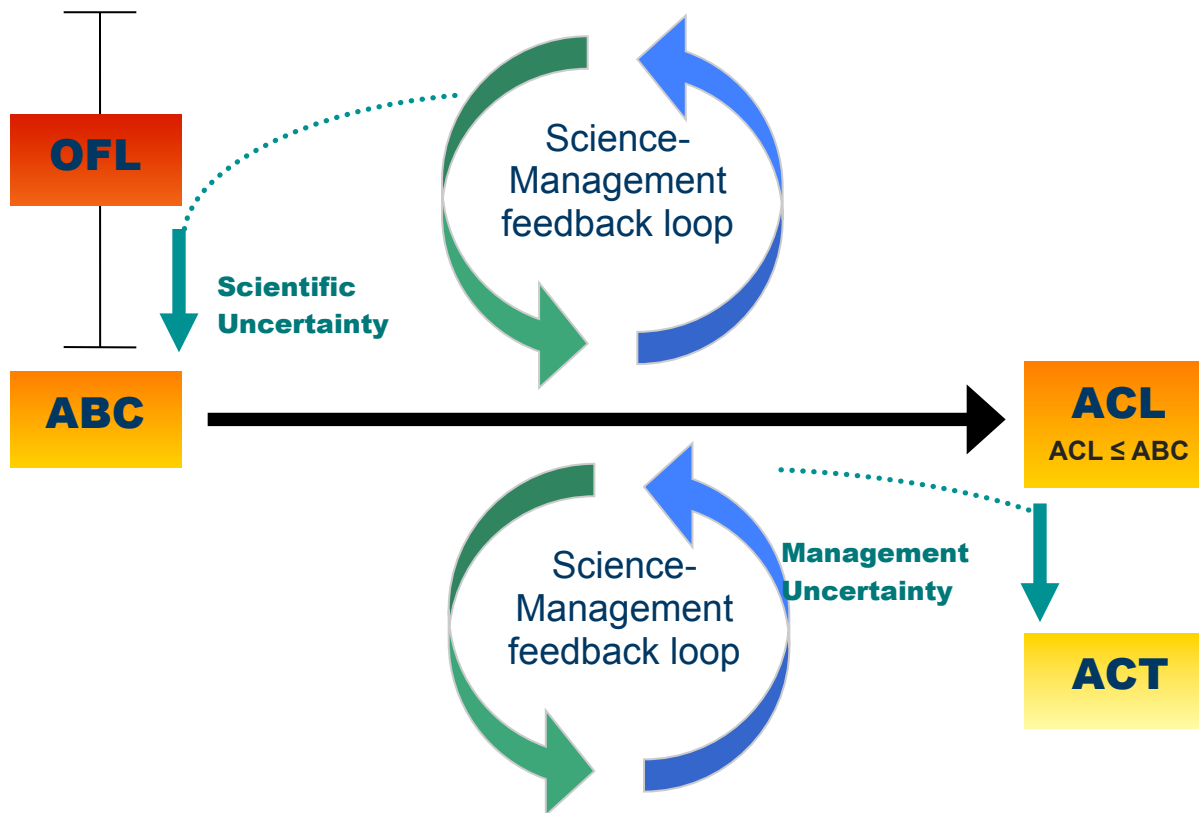 OFL
Science-
Management
feedback loop
Scientific
Uncertainty
ABC
ACL
ACL ≤ ABC
Science-
Management
feedback loop
Management
Uncertainty
ACT